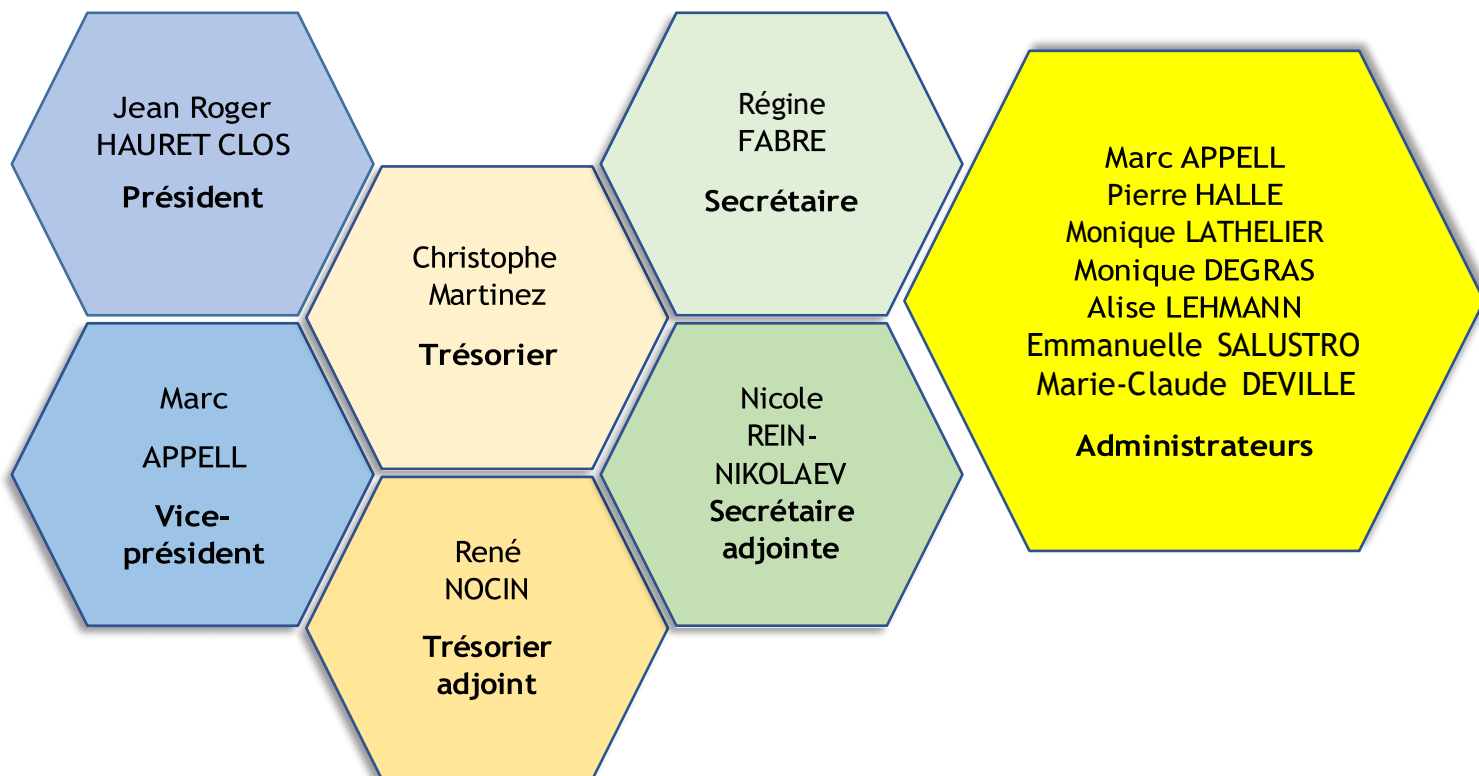 Jean Roger
HAURET CLOS
Président
Marc
APPELL
Vice-
président
Christophe
Martinez
Trésorier
René
NOCIN
Trésorier
adjoint
Régine
FABRE
Secrétaire
Nicole
REIN-
NIKOLAEV
Secrétaire
adjointe
Marc APPELL
Pierre HALLE
Monique LATHELIER
Monique DEGRAS
Alise LEHMANN
Emmanuelle SALUSTRO
Marie-Claude DEVILLE
Administrateurs